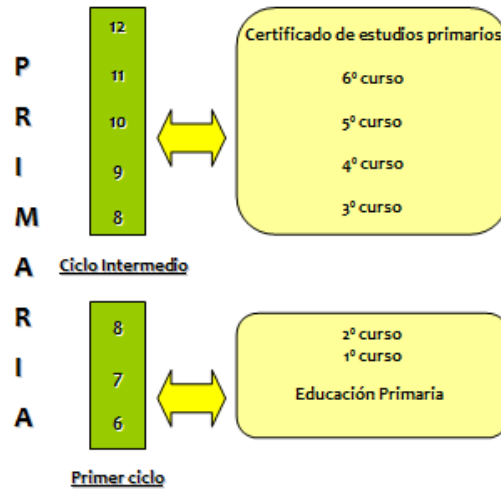 PRIMARIA
12
11
10
9
8
Certificado de estudios primarios
6º curso
5º curso
4º curso
3º curso
Ciclo Intermedio
8
7
6
2º curso
1º curso
Educación Primaria
Primer ciclo